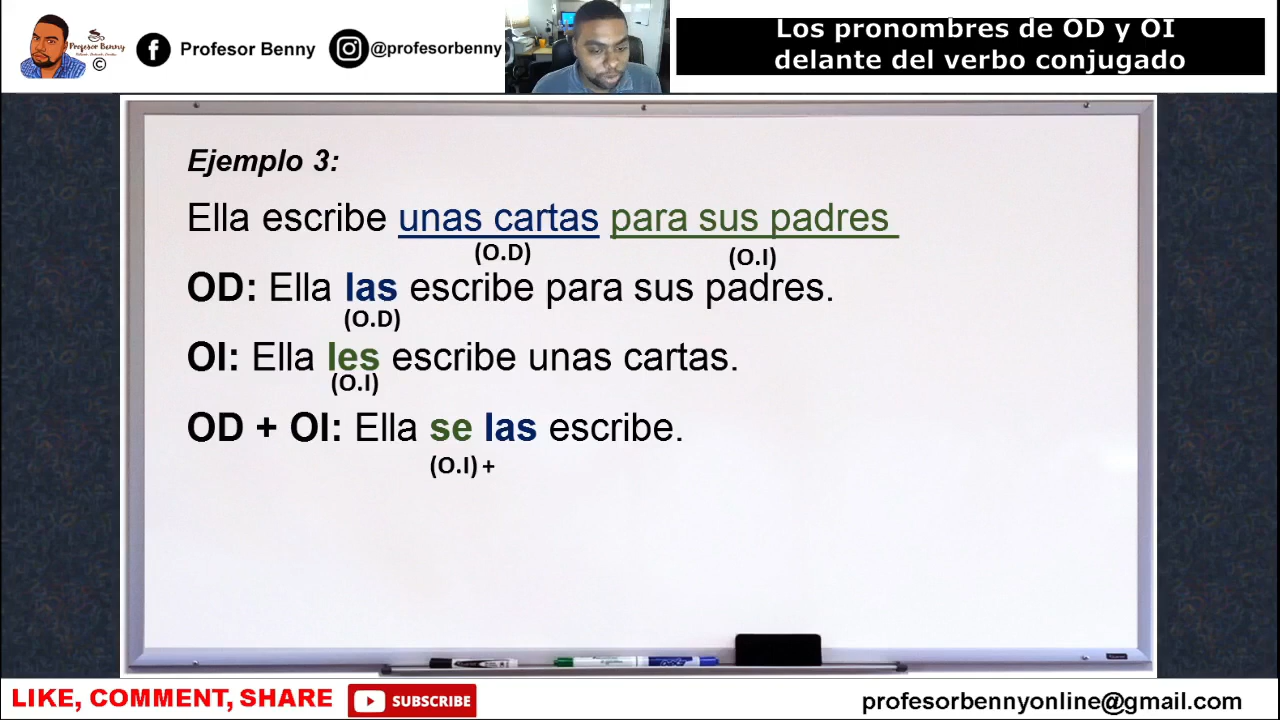 Profesor Benny
©
Profesor Benny
@profesorbenny
Los pronombres de OD y OI
delante del verbo conjugado
Ejemplo 3:
Ella escribe unas cartas para sus padres
(O.D) (O.I)
OD: Ella las escribe para sus padres.
(O.D)
OI: Ella les escribe unas cartas.
(O.I)
OD + OI: Ella se las escribe.
(O.I) +
LIKE, COMMENT, SHARE
SUBSCRIBE
profesorbennyonline@gmail.com